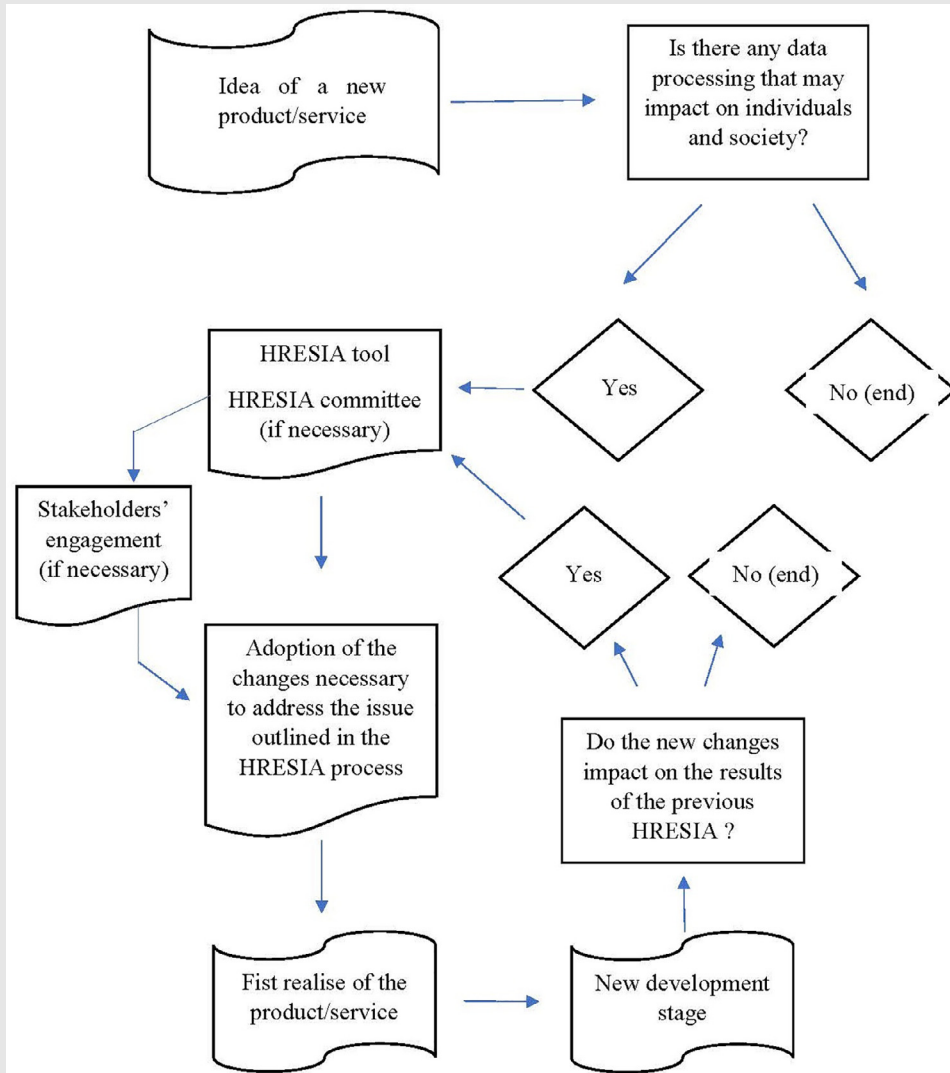 Idea of a new
product/service
Is there any data
processing that may
impact on individuals
and society?
Yes
No (end)
HRESIA tool
HRESIA committee
(if necessary)
Stakeholders’
engagement
(if necessary)
Yes
No (end)
Adoption of the
changes necessary
to address the issue
outlined in the
HRESIA process
Do the new changes
impact on the results
of the previous
HRESIA ?
Fist realise of the
product/service
New development
stage